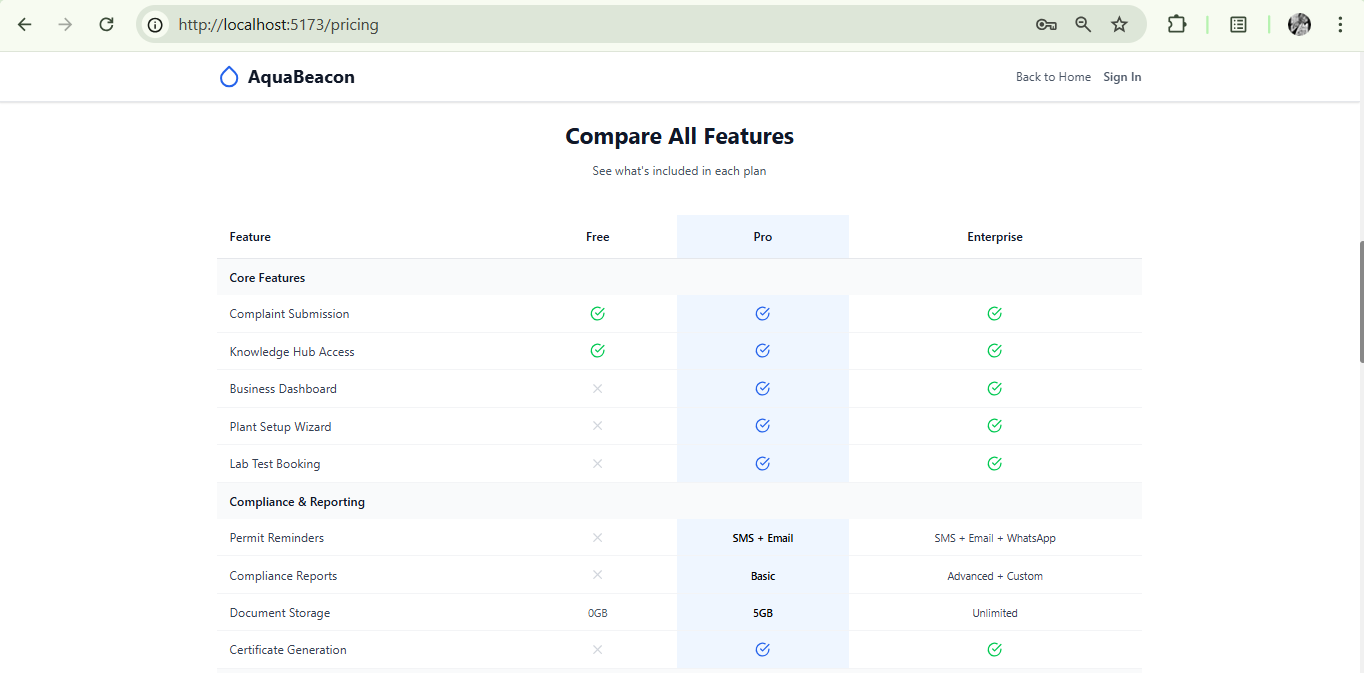 http://localhost:5173/pricing
AquaBeacon
Back to Home Sign In
Compare All Features
See what's included in each plan
Feature Free Pro Enterprise
Core Features
Complaint Submission
Knowledge Hub Access
Business Dashboard
Plant Setup Wizard
Lab Test Booking
Compliance & Reporting
Permit Reminders SMS + Email SMS + Email + WhatsApp
Compliance Reports Basic Advanced + Custom
Document Storage 0GB 5GB Unlimited
Certificate Generation